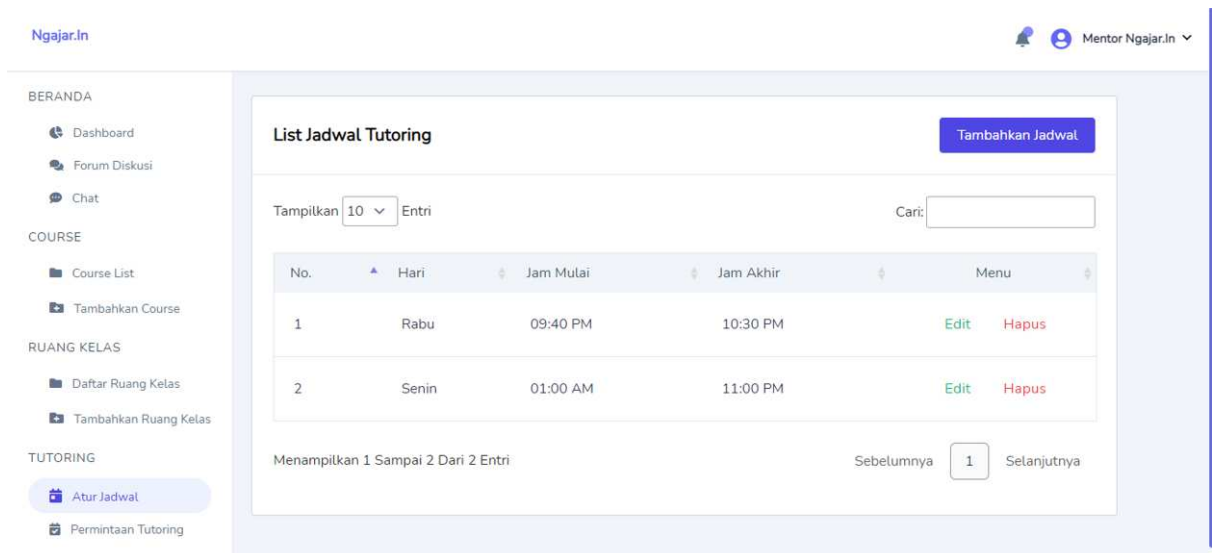 Ngajar.In
Mentor Ngajar.In
BERANDA
Dashboard
Forum Diskusi
Chat
COURSE
Course List
Tambahkan Course
RUANG KELAS
Daftar Ruang Kelas
Tambahkan Ruang Kelas
TUTORING
Atur Jadwal
Permintaan Tutoring
List Jadwal Tutoring
Tambahkan Jadwal
Tampilkan 10 Entri
Cari:
No. Hari Jam Mulai Jam Akhir Menu
1 Rabu 09:40 PM 10:30 PM Edit Hapus
2 Senin 01:00 AM 11:00 PM Edit Hapus
Menampilkan 1 Sampai 2 Dari 2 Entri
Sebelumnya 1 Selanjutnya